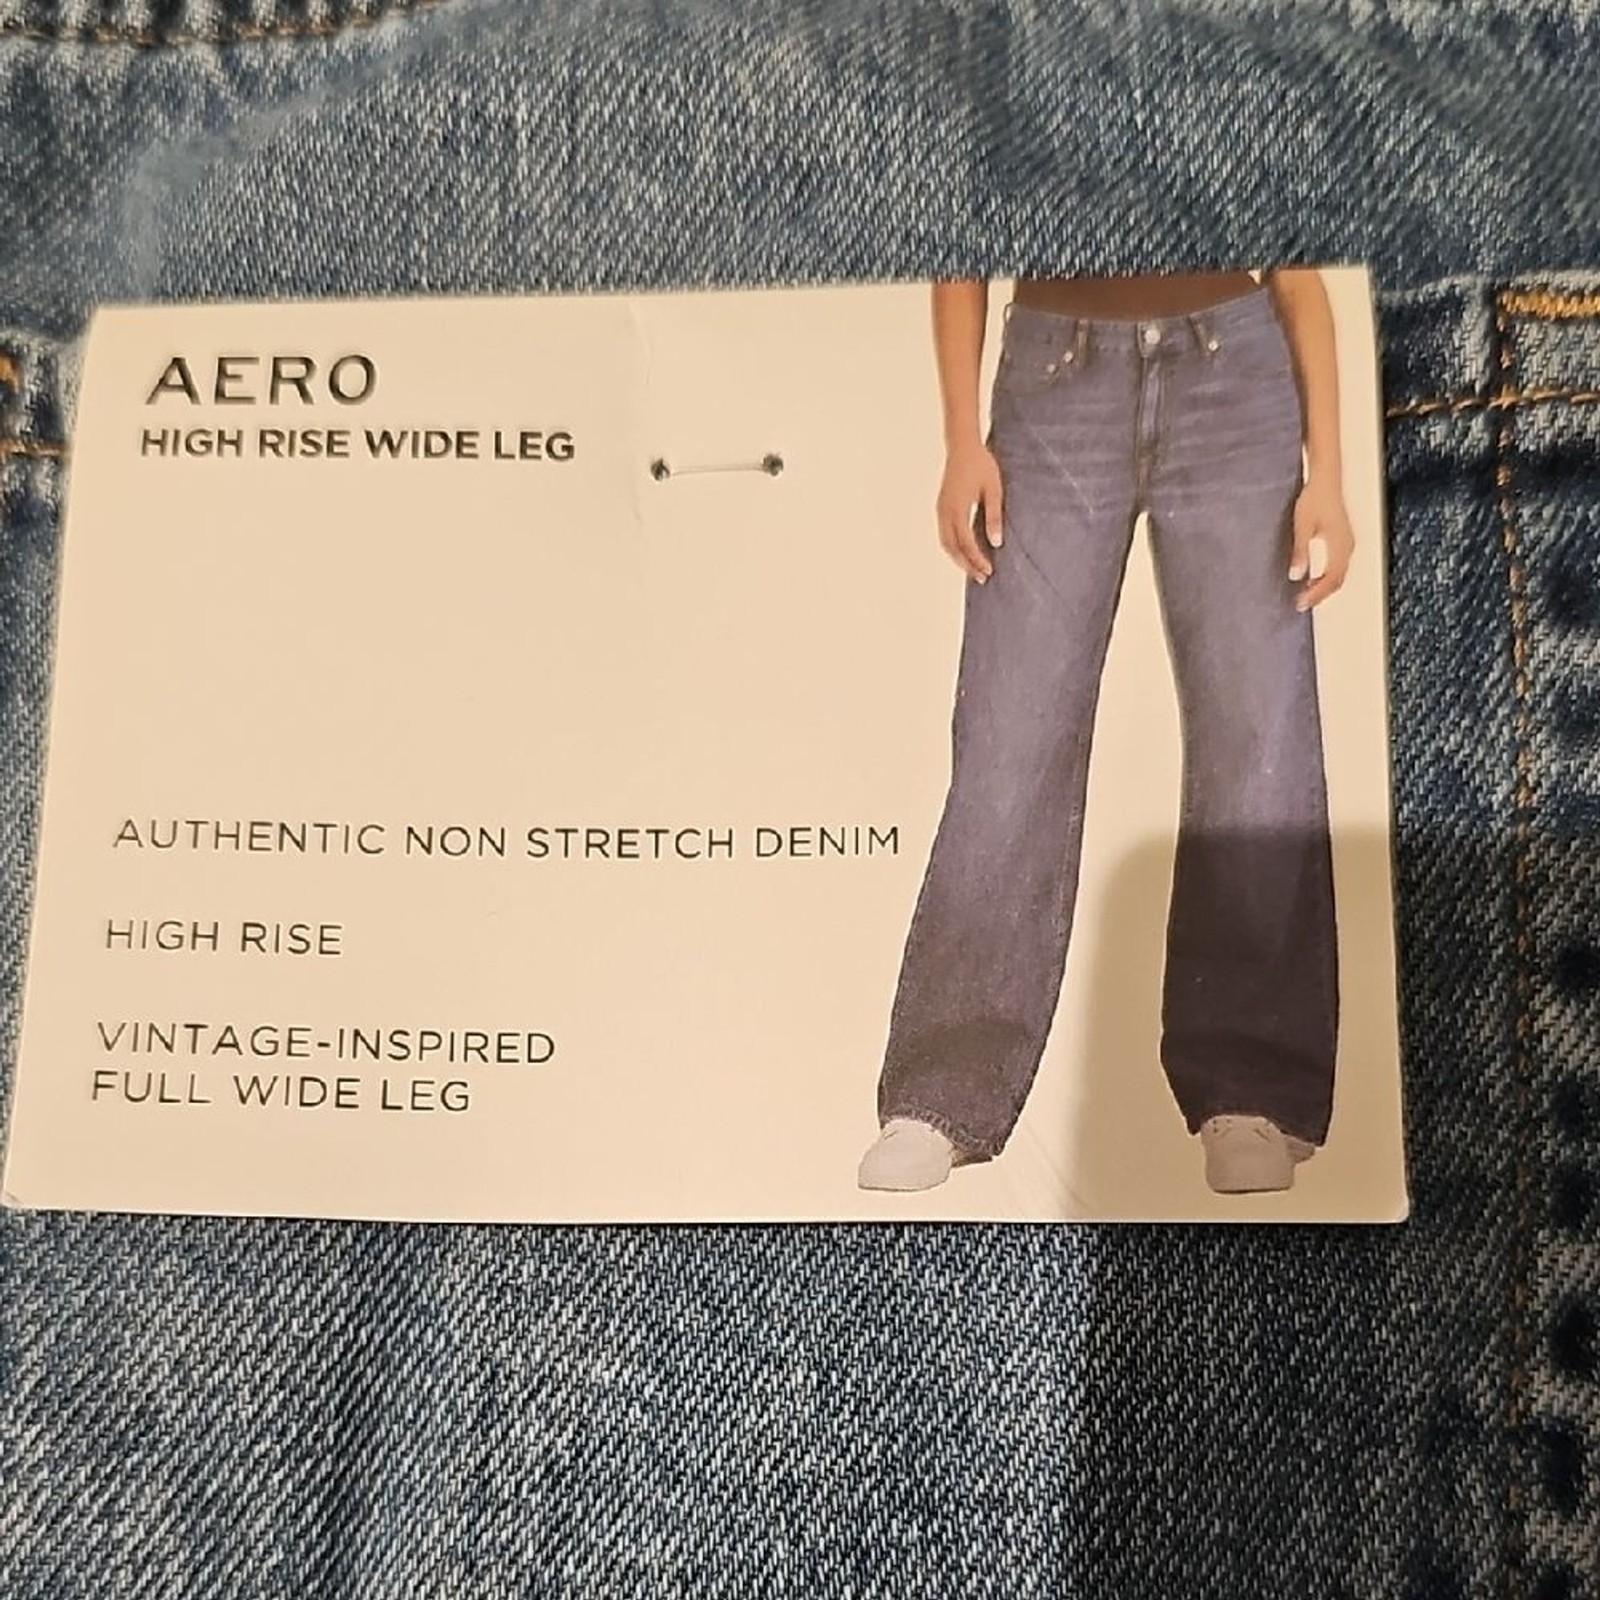 AERO
HIGH RISE WIDE LEG
AUTHENTIC NON STRETCH DENIM
HIGH RISE
VINTAGE-INSPIRED
FULL WIDE LEG